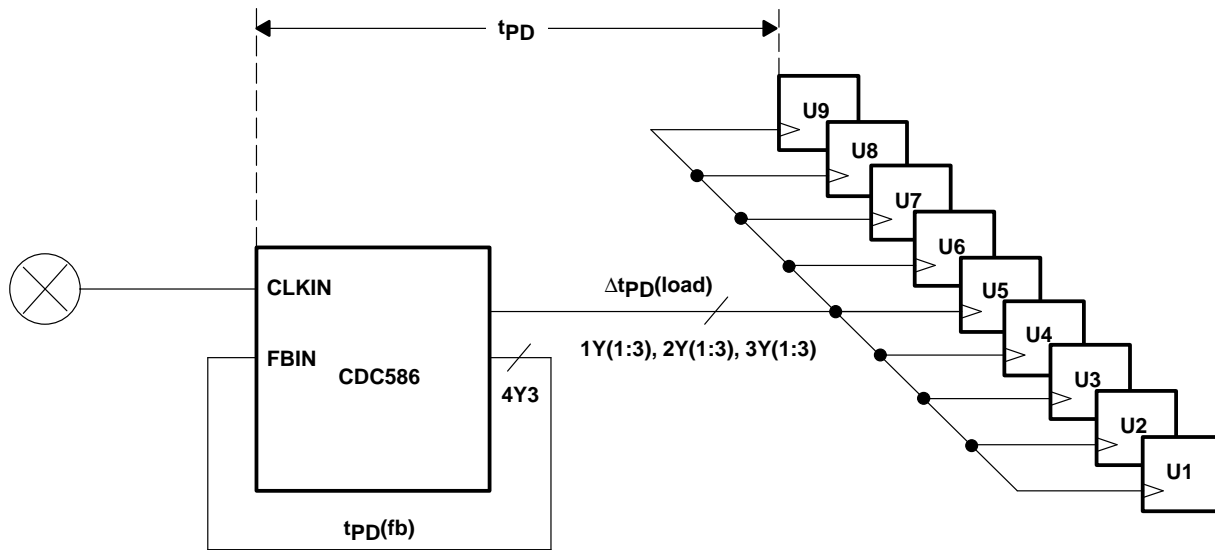 tPD
U9
U8
U7
U6
U5
U4
U3
U2
U1
CLKIN
FBIN
CDC586
4Y3
ΔtPD(load)
1Y(1:3), 2Y(1:3), 3Y(1:3)
tPD(fb)